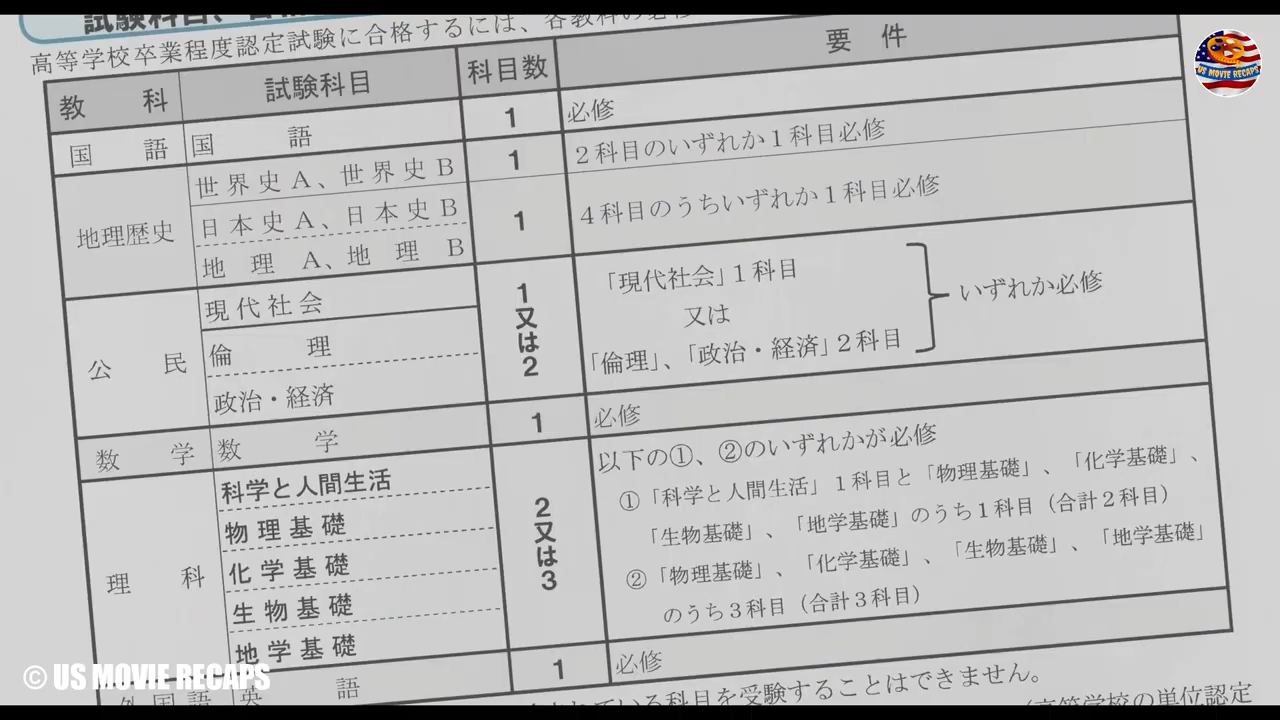 試験科目、
高等学校卒業程度認定試験に合格するには、各教科の必修
教 科 試験科目 科目数 要 件
国 語 国 語 1 必修
地理歴史 世界史A、世界史B 1 2科目のいずれか1科目必修
日本史A、日本史B 1 4科目のうちいずれか1科目必修
地 理 A、地 理 B
公 民 現代社会 1又は2 「現代社会」1科目
又は
いずれか必修
倫 理
政治・経済 「倫理」、「政治・経済」2科目
数 学 数 学 1 必修
理 科 科学と人間生活 2又は3 以下の①、②のいずれかが必修
物理基礎 ①「科学と人間生活」1科目と「物理基礎」、「化学基礎」、
「生物基礎」、「地学基礎」のうち1科目(合計2科目)
化学基礎 ②「物理基礎」、「化学基礎」、「生物基礎」、「地学基礎」
生物基礎 のうち3科目(合計3科目)
地学基礎
外国語 英 語 1 必修
ている科目を受験することはできません。
(高等学校の単位認定
US MOVIE RECAPS
© US MOVIE RECAPS